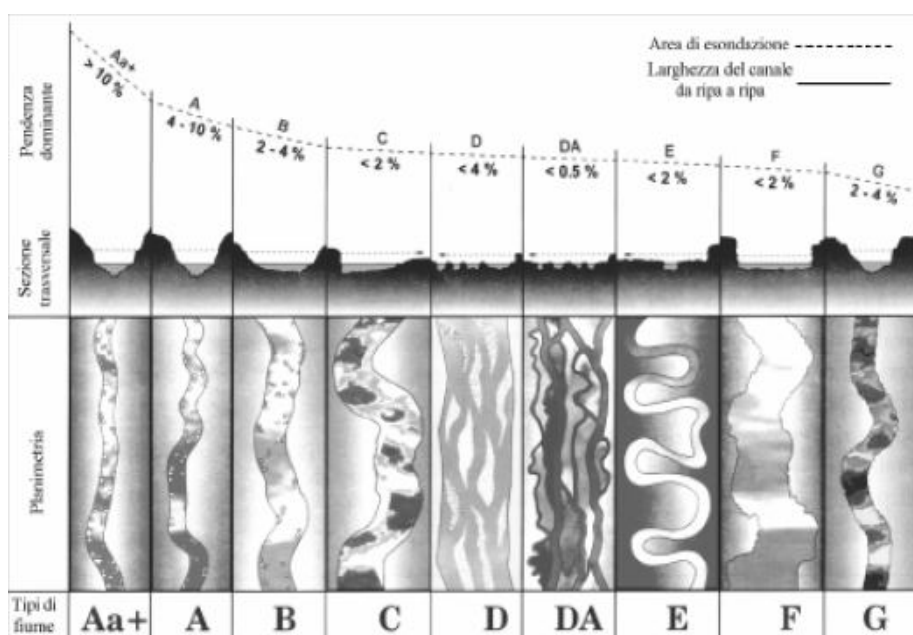 Area di esondazione
Larghezza del canale
da ripa a ripa
Pendenza
dominante
Aa+
> 10 %
A
4 - 10 %
B
2 - 4 %
C
< 2 %
D
< 4 %
DA
< 0.5 %
E
< 2 %
F
< 2 %
G
2 - 4 %
Sezione
trasversale
Planimetria
Tipi di
fiume
Aa+ A B C D DA E F G